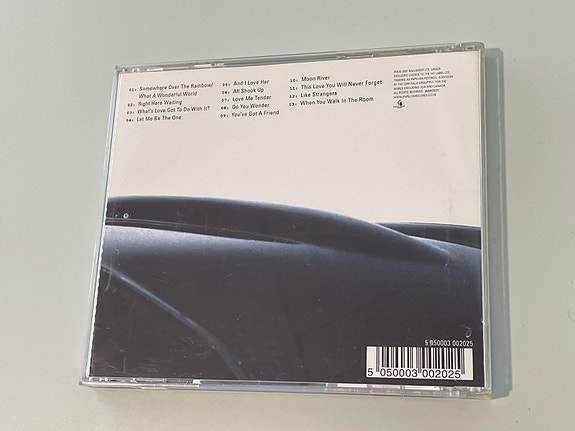 01: Somewhere Over The Rainbow/
What A Wonderful World
02: Right Here Waiting
03: What's Love Got To Do With It?
04: Let Me Be The One
05: And I Love Her
06: All Shook Up
07: Love Me Tender
08: Do You Wonder
09: You've Got A Friend
10: Moon River
11: This Love You Will Never Forget
12: Like Strangers
13: When You Walk In The Room
5 050003 002025
5 050003 002025